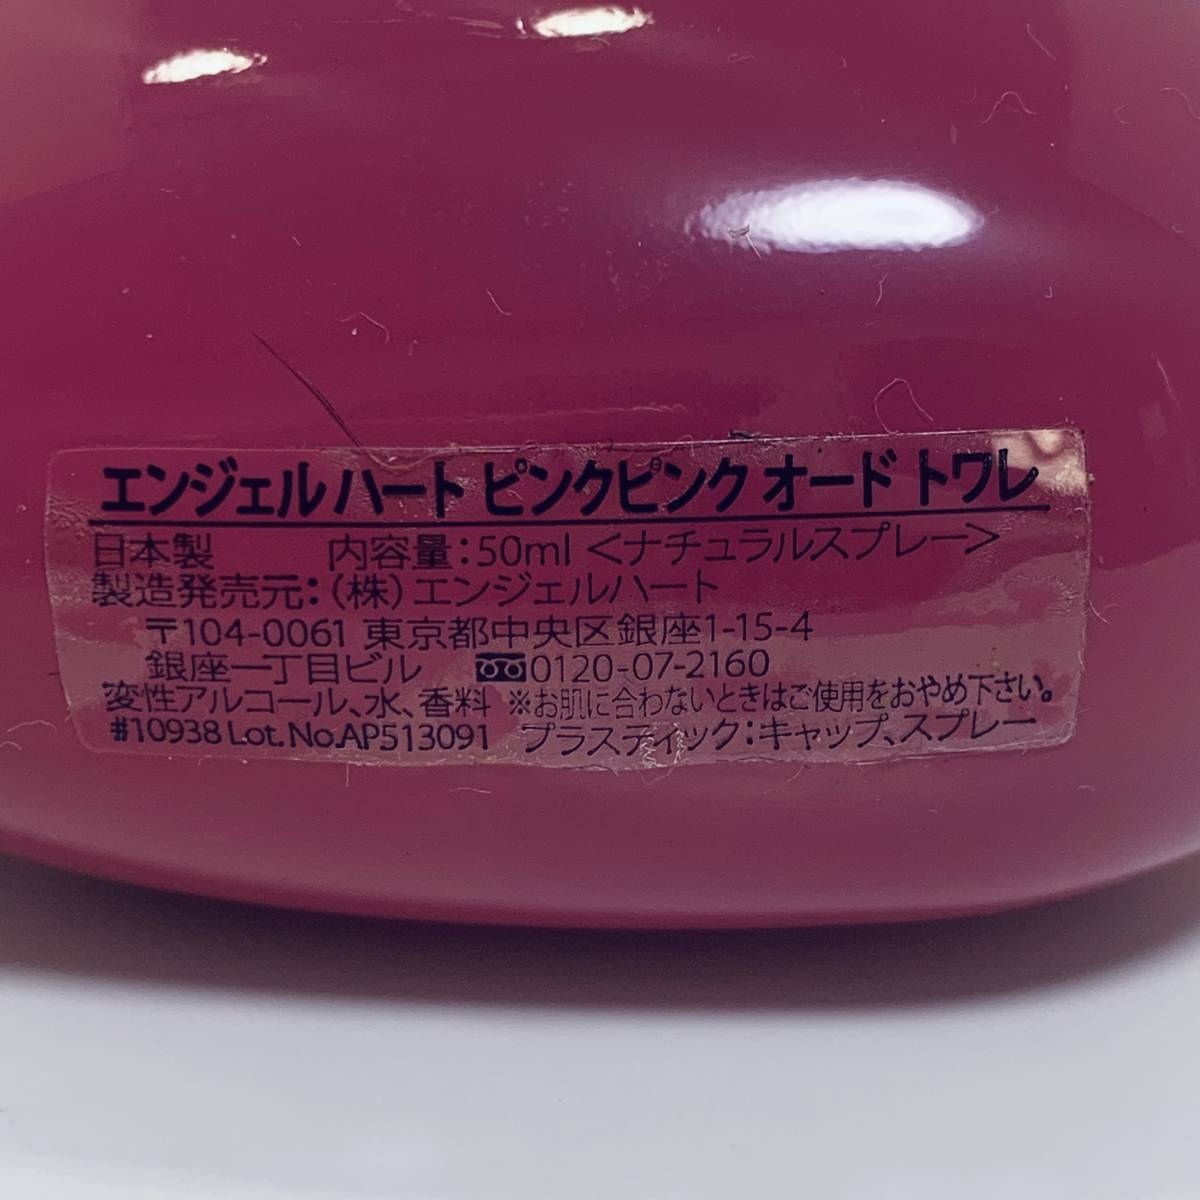 エンジェル ハート ピンクピンク オード トワレ
日本製 内容量:50ml <ナチュラルスプレー>
製造発売元:(株)エンジェルハート
〒104-0061 東京都中央区銀座1-15-4
銀座一丁目ビル 0120-07-2160
変性アルコール、水、香料 ※お肌に合わないときはご使用をおやめ下さい。
#10938 Lot.No.AP513091 プラスティック:キャップ、スプレー